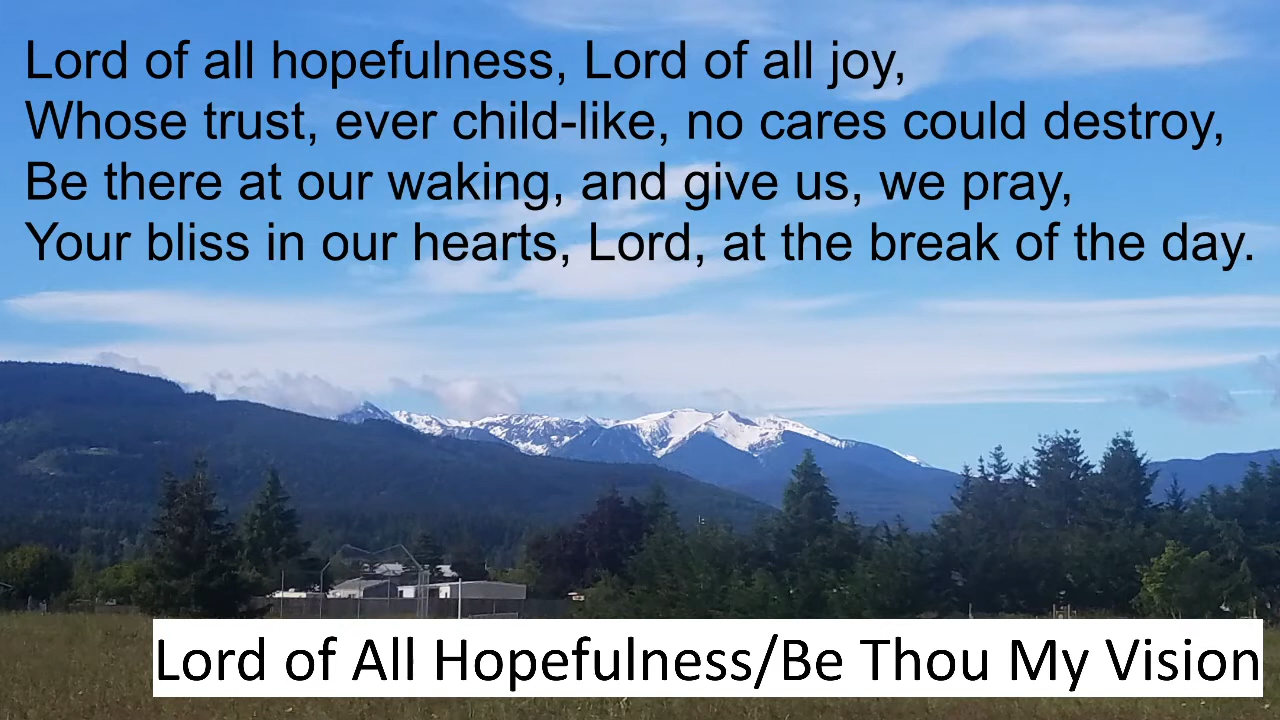 Lord of all hopefulness, Lord of all joy,
Whose trust, ever child-like, no cares could destroy,
Be there at our waking, and give us, we pray,
Your bliss in our hearts, Lord, at the break of the day.
Lord of All Hopefulness/Be Thou My Vision